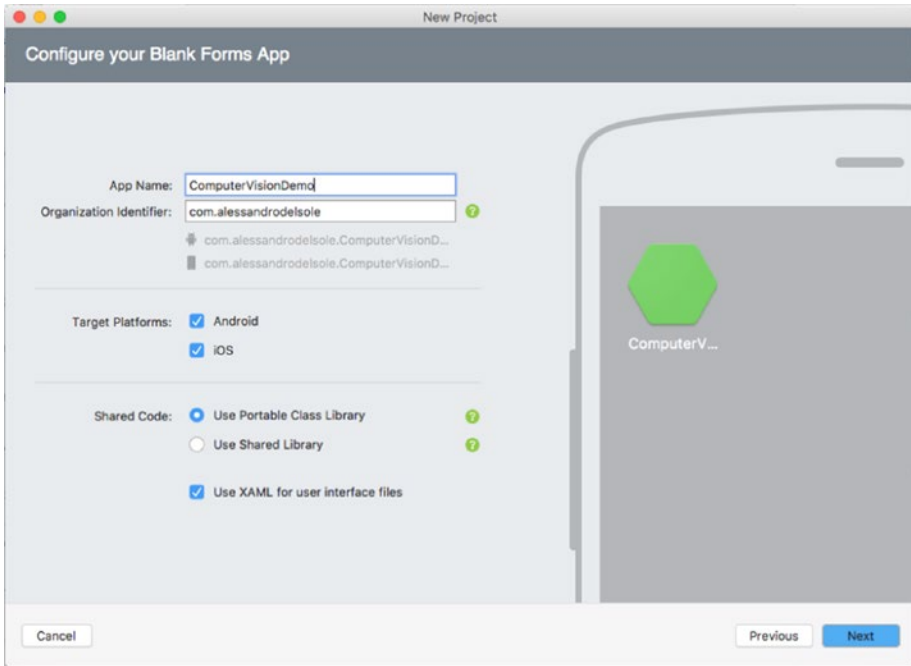 New Project
Configure your Blank Forms App
App Name: ComputerVisionDemo
Organization Identifier: com.alessandrodelsole ?
com.alessandrodelsole.ComputerVisionD...
com.alessandrodelsole.ComputerVisionD...
Target Platforms: Android
iOS
ComputerV...
Shared Code: Use Portable Class Library ?
Use Shared Library ?
Use XAML for user interface files
Cancel Previous Next